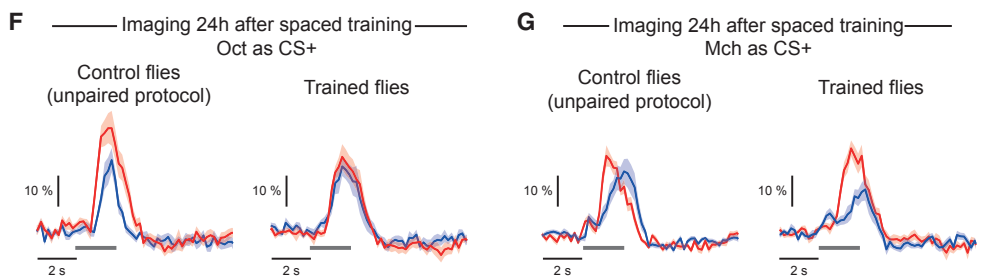 F
Imaging 24h after spaced training
Oct as CS+
Control flies
(unpaired protocol)
Trained flies
10 %
2 s
10 %
2 s
G
Imaging 24h after spaced training
Mch as CS+
Control flies
(unpaired protocol)
Trained flies
10 %
2 s
10 %
2 s